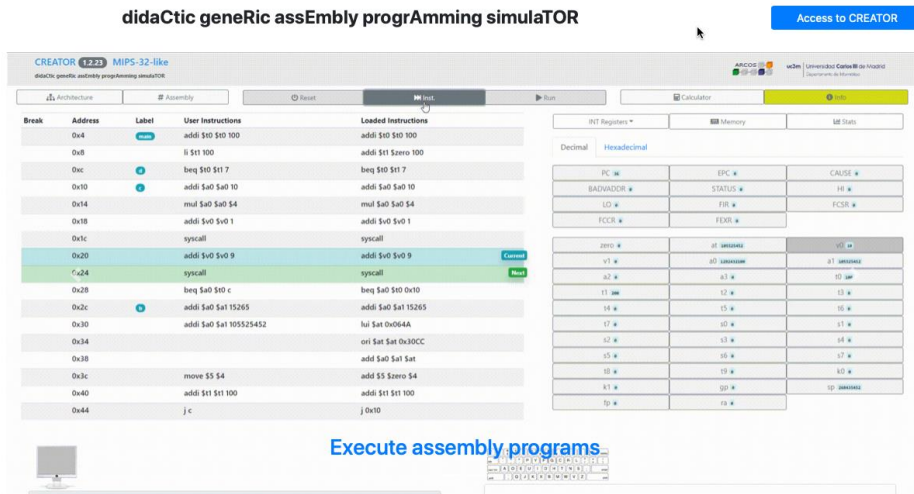 didaCtic geneRic assEmbly progrAmming simulaTOR
Access to CREATOR
CREATOR 1.2.23 MIPS-32-like
didaCtic geneRic assEmbly progrAmming simulaTOR
ARCOS
uc3m Universidad Carlos III de Madrid
Architecture # Assembly Reset Inst. Run Calculator Info
Break Address Label User Instructions Loaded Instructions
0x4 main addi $t0 $t0 100 addi $t0 $t0 100
0x8 li $t1 100 addi $t1 $zero 100
0xc d beq $t0 $t1 7 beq $t0 $t1 7
0x10 c addi $a0 $a0 10 addi $a0 $a0 10
0x14 mul $a0 $a0 $4 mul $a0 $a0 $4
0x18 addi $v0 $v0 1 addi $v0 $v0 1
0x1c syscall syscall
0x20 addi $v0 $v0 9 addi $v0 $v0 9 Current
0x24 syscall syscall Next
0x28 beq $a0 $t0 c beq $a0 $t0 0x10
0x2c b addi $a0 $a1 15265 addi $a0 $a1 15265
0x30 addi $a0 $a1 105525452 lui $at 0x064A
0x34 ori $at $at 0x30CC
0x38 add $a0 $a1 $at
0x3c move $5 $4 add $5 $zero $4
0x40 addi $t1 $t1 100 addi $t1 $t1 100
0x44 j c j 0x10
INT Registers Memory Stats
Decimal Hexadecimal
PC EPC CAUSE
BADVADDR STATUS HI
LO FIR FCSR
FCCR FEXR
zero at v0
v1 a0 a1
a2 a3 t0
t1 t2 t3
t4 t5 t6
t7 s0 s1
s2 s3 s4
s5 s6 s7
t8 t9 k0
k1 gp sp
fp ra
Execute assembly programs